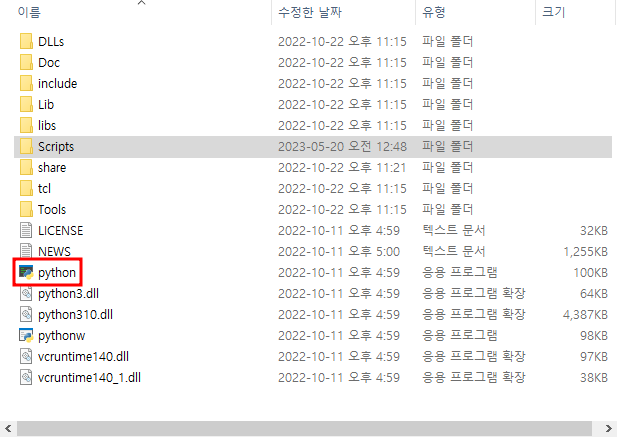 이름 수정한 날짜 유형 크기
DLLs 2022-10-22 오후 11:15 파일 폴더
Doc 2022-10-22 오후 11:15 파일 폴더
include 2022-10-22 오후 11:15 파일 폴더
Lib 2022-10-22 오후 11:15 파일 폴더
libs 2022-10-22 오후 11:15 파일 폴더
Scripts 2023-05-20 오전 12:48 파일 폴더
share 2022-10-22 오후 11:21 파일 폴더
tcl 2022-10-22 오후 11:15 파일 폴더
Tools 2022-10-22 오후 11:15 파일 폴더
LICENSE 2022-10-11 오후 4:59 텍스트 문서 32KB
NEWS 2022-10-11 오후 5:00 텍스트 문서 1,255KB
python 2022-10-11 오후 4:59 응용 프로그램 100KB
python3.dll 2022-10-11 오후 4:59 응용 프로그램 확장 64KB
python310.dll 2022-10-11 오후 4:59 응용 프로그램 확장 4,387KB
pythonw 2022-10-11 오후 4:59 응용 프로그램 98KB
vcruntime140.dll 2022-10-11 오후 4:59 응용 프로그램 확장 97KB
vcruntime140_1.dll 2022-10-11 오후 4:59 응용 프로그램 확장 38KB